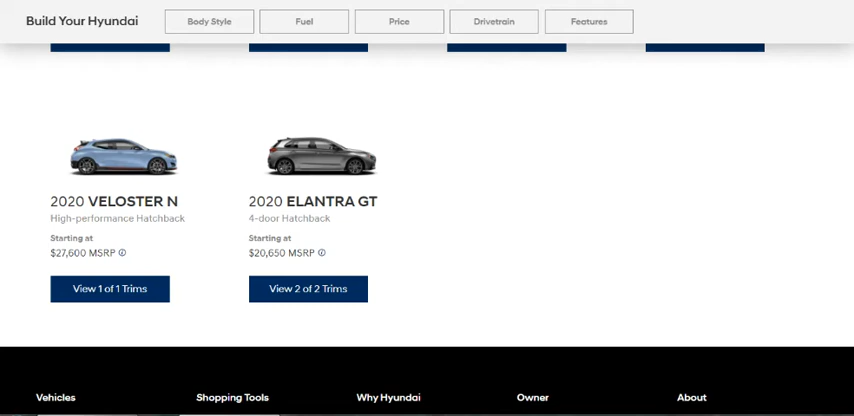 Build Your Hyundai
Body Style
Fuel
Price
Drivetrain
Features
2020 VELOSTER N
High-performance Hatchback
Starting at
$27,600 MSRP
View 1 of 1 Trims
2020 ELANTRA GT
4-door Hatchback
Starting at
$20,650 MSRP
View 2 of 2 Trims
Vehicles
Shopping Tools
Why Hyundai
Owner
About